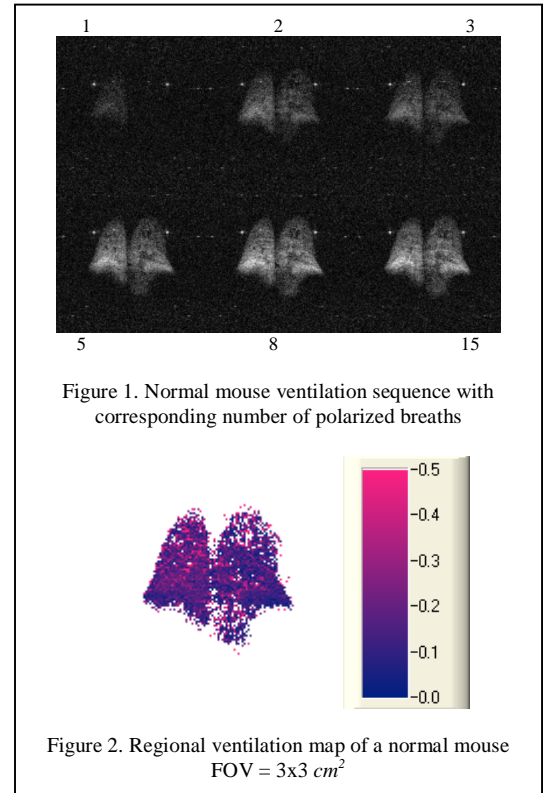 1 2 3
5 8 15
Figure 1. Normal mouse ventilation sequence with
corresponding number of polarized breaths
0.5
0.4
0.3
0.2
0.1
0.0
Figure 2. Regional ventilation map of a normal mouse
FOV = 3x3 cm²